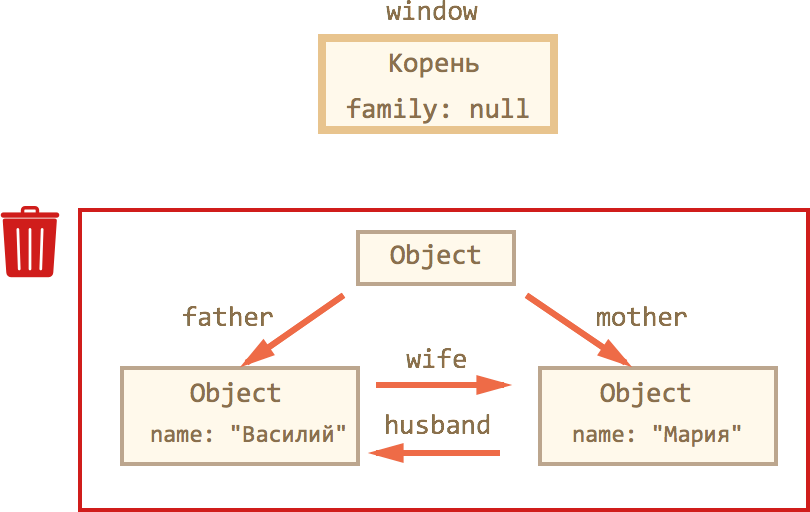 window
Корень
family: null
Object
father
mother
wife
Object
name: "Василий"
husband
Object
name: "Мария"